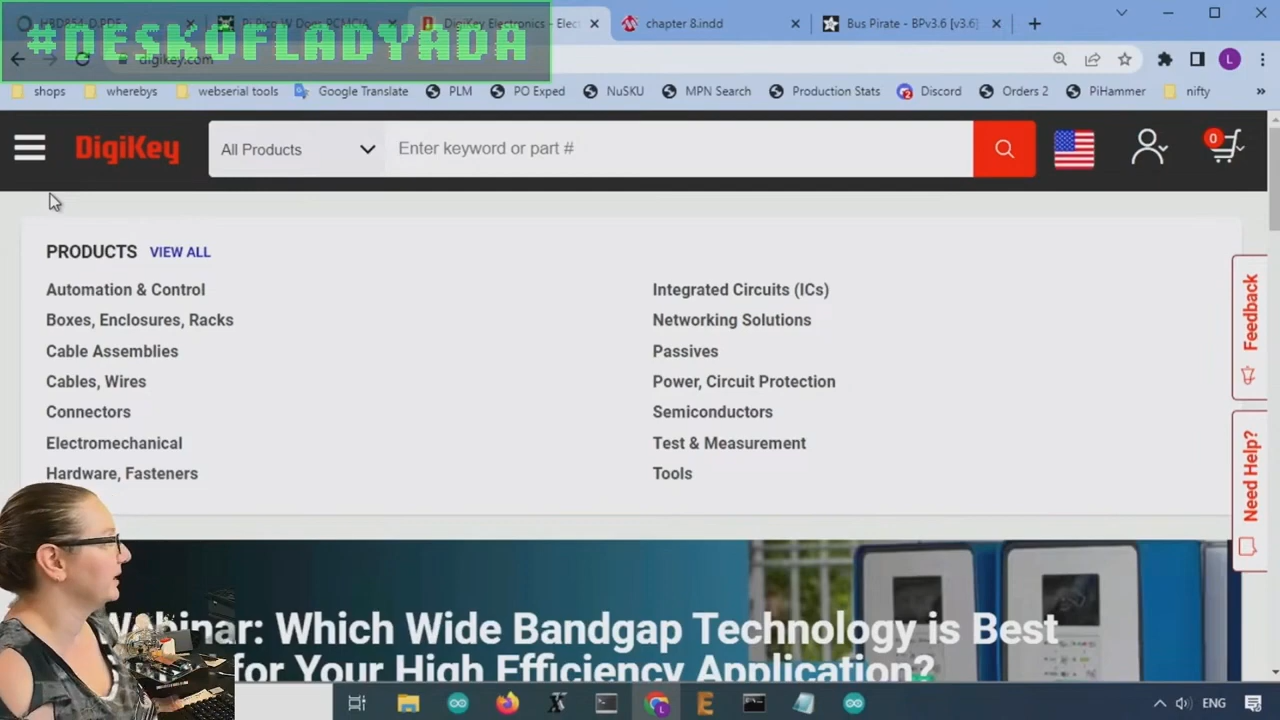 #DESKOFLADYADA
DigiKey Electronics - Elec
chapter 8.indd
Bus Pirate - BPv3.6 [v3.6]
digikey.com
L
shops
wherebys
webserial tools
Google Translate
PLM
PO Exped
NuSKU
MPN Search
Production Stats
Discord
Orders 2
PiHammer
nifty
»
DigiKey
All Products
Enter keyword or part #
0
PRODUCTS VIEW ALL
Automation & Control
Boxes, Enclosures, Racks
Cable Assemblies
Cables, Wires
Connectors
Electromechanical
Hardware, Fasteners
Integrated Circuits (ICs)
Networking Solutions
Passives
Power, Circuit Protection
Semiconductors
Test & Measurement
Tools
Feedback
Need Help?
Webinar: Which Wide Bandgap Technology is Best
for Your High Efficiency Application?
ENG